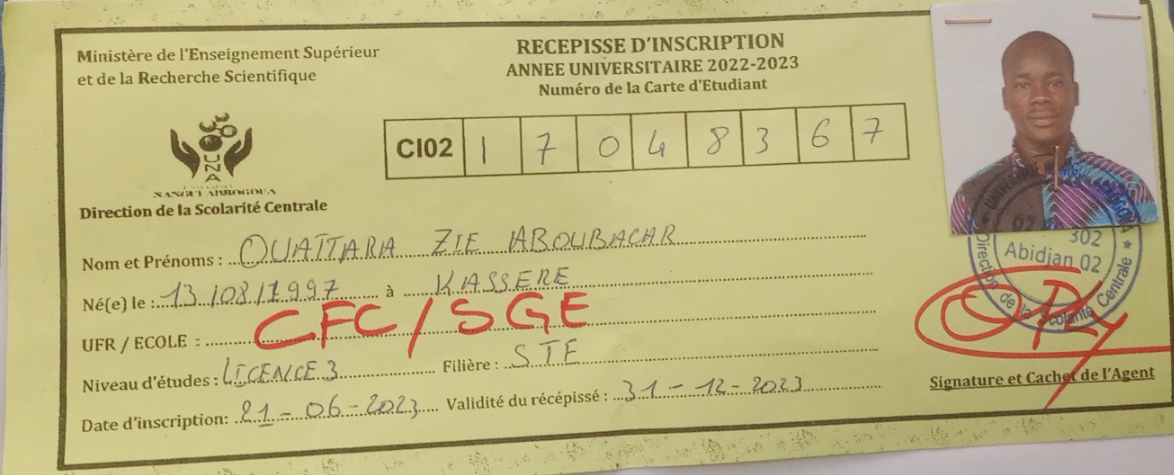 Ministère de l'Enseignement Supérieur
et de la Recherche Scientifique
RECEPISSE D'INSCRIPTION
ANNEE UNIVERSITAIRE 2022-2023
Numéro de la Carte d'Etudiant
CI02 1 7 0 4 8 3 6 7
UNA
NANGUI ABROGOUA
Direction de la Scolarité Centrale
Nom et Prénoms : OUATTARA ZIE ABOUBACAR
Né(e) le : 13/08/1997 à KASSERE
UFR / ECOLE : CFC/SGE
Niveau d'études : LICENCE 3 Filière : STE
Date d'inscription: 21-06-2023 Validité du récépissé : 31-12-2023
302
Abidjan 02
Direction de la Scolarité Centrale
Signature et Cachet de l'Agent